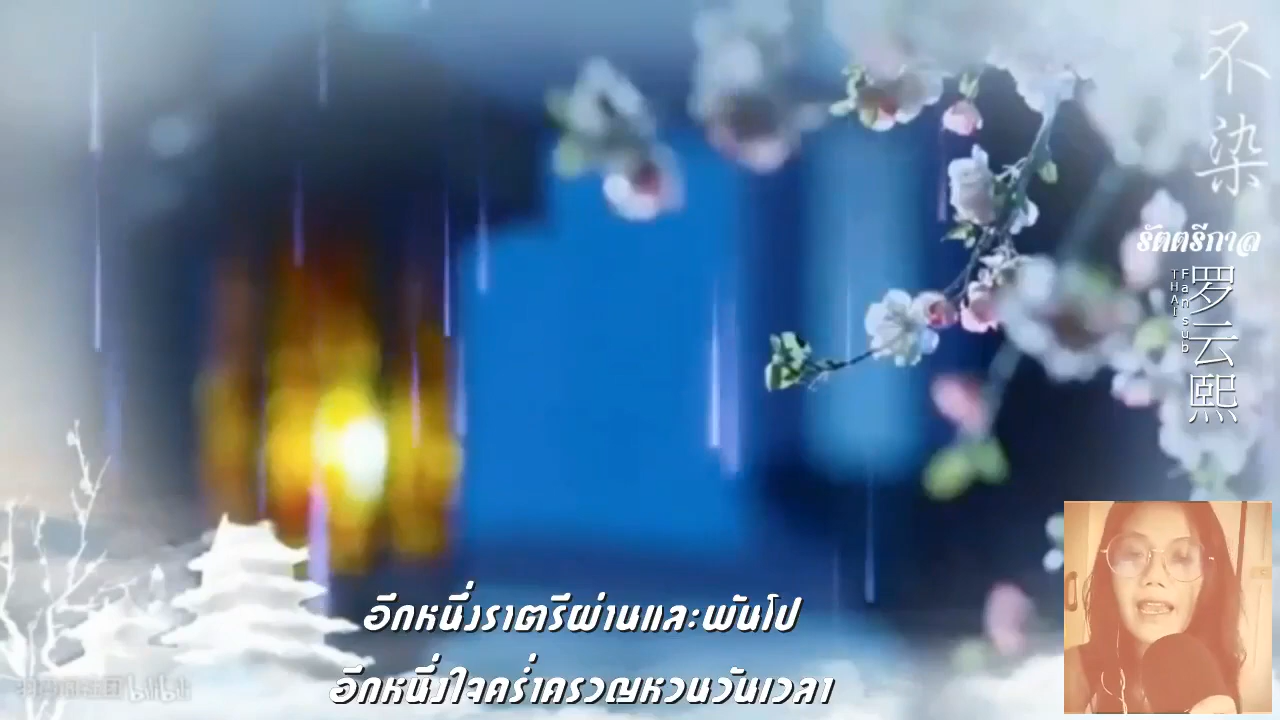 不染
รัตตรีกาล
罗云熙
THAI
Fansub
อีกหนึ่งราตรีผ่านและพันไป
อีกหนึ่งใจคร่ำครวญหวนวันเวลา